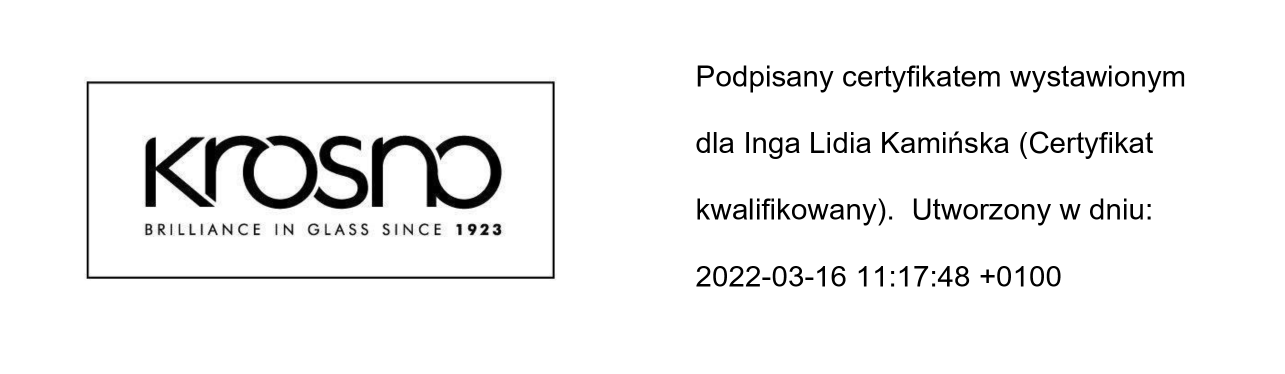 krosno
BRILLIANCE IN GLASS SINCE 1923
Podpisany certyfikatem wystawionym
dla Inga Lidia Kamińska (Certyfikat
kwalifikowany).  Utworzony w dniu:
2022-03-16 11:17:48 +0100